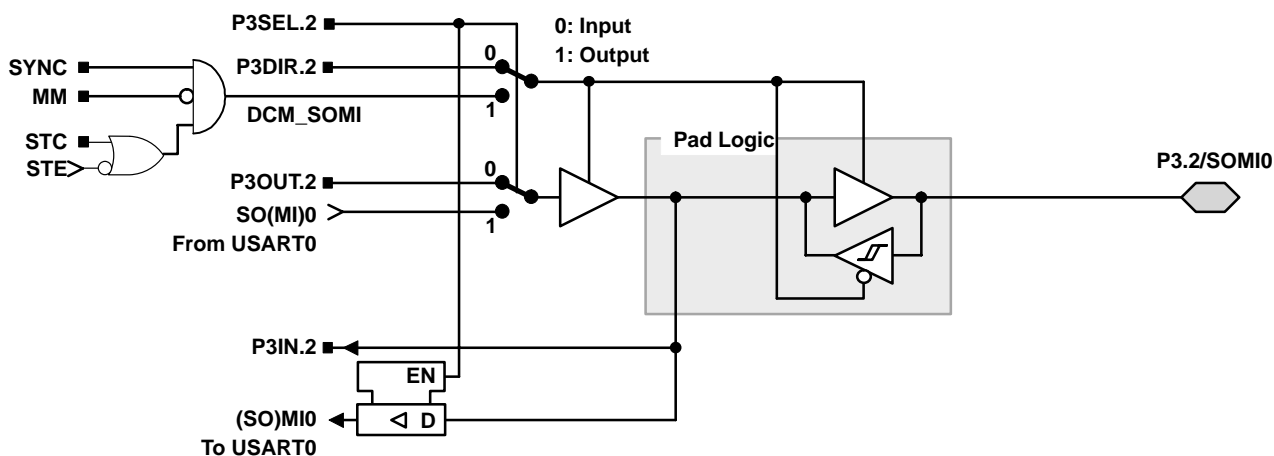 P3SEL.2
0: Input
1: Output
SYNC
P3DIR.2
0
MM
DCM_SOMI
1
STC
STE
Pad Logic
P3.2/SOMI0
P3OUT.2
0
SO(MI)0
1
From USART0
P3IN.2
EN
(SO)MI0
D
To USART0